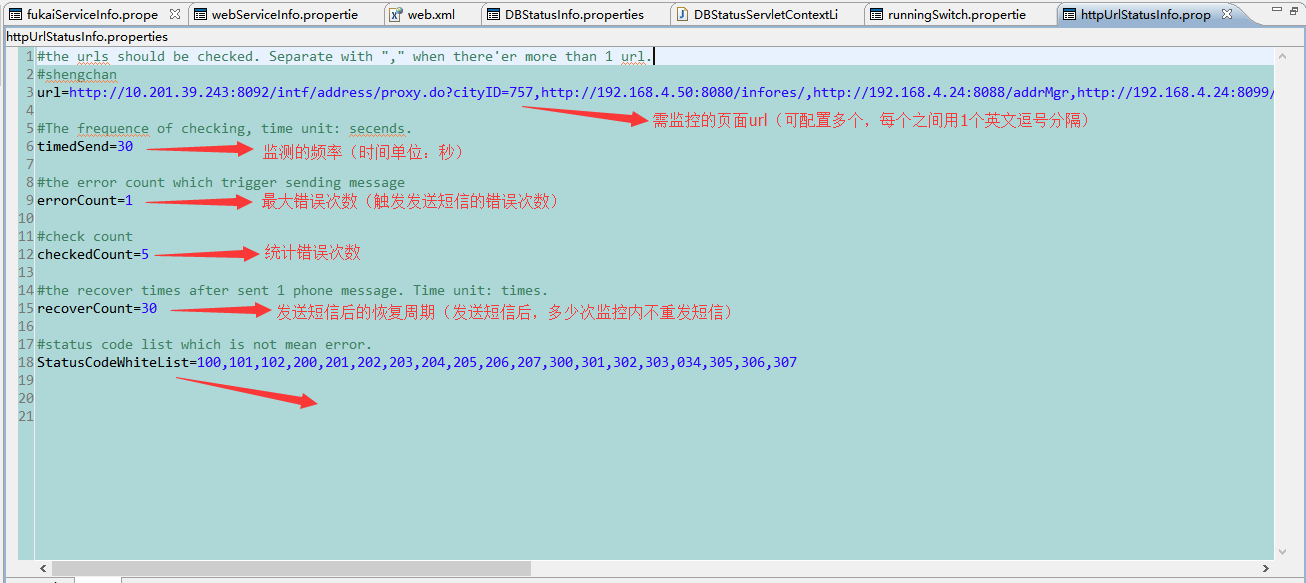 fukaiServiceInfo.prope webServiceInfo.propertie web.xml DBStatusInfo.properties DBStatusServletContextLi runningSwitch.propertie httpUrlStatusInfo.prop
httpUrlStatusInfo.properties
1 #the urls should be checked. Separate with "," when there'er more than 1 url.
2 #shengchan
3 url=http://10.201.39.243:8092/intf/address/proxy.do?cityID=757,http://192.168.4.50:8080/infores/,http://192.168.4.24:8088/addrMgr,http://192.168.4.24:8099/
4
需监控的页面url（可配置多个，每个之间用1个英文逗号分隔）
5 #The frequence of checking, time unit: secends.
6 timedSend=30 监测的频率（时间单位：秒）
7
8 #the error count which trigger sending message
9 errorCount=1 最大错误次数（触发发送短信的错误次数）
10
11 #check count
12 checkedCount=5 统计错误次数
13
14 #the recover times after sent 1 phone message. Time unit: times.
15 recoverCount=30 发送短信后的恢复周期（发送短信后，多少次监控内不重发短信）
16
17 #status code list which is not mean error.
18 StatusCodeWhiteList=100,101,102,200,201,202,203,204,205,206,207,300,301,302,303,034,305,306,307
19
20
21